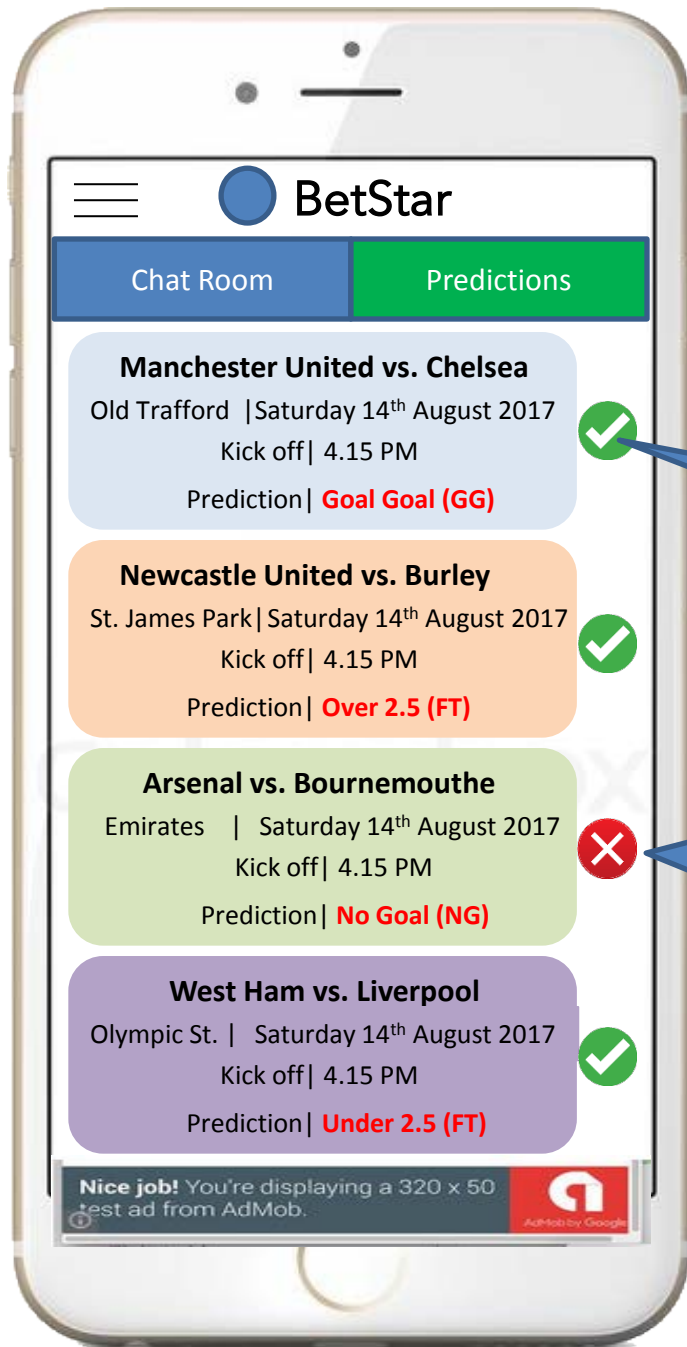 BetStar
Chat Room Predictions
Manchester United vs. Chelsea
Old Trafford |Saturday 14th August 2017
Kick off| 4.15 PM
Prediction| Goal Goal (GG)
Newcastle United vs. Burley
St. James Park|Saturday 14th August 2017
Kick off| 4.15 PM
Prediction| Over 2.5 (FT)
Arsenal vs. Bournemouthe
Emirates | Saturday 14th August 2017
Kick off| 4.15 PM
Prediction| No Goal (NG)
West Ham vs. Liverpool
Olympic St. | Saturday 14th August 2017
Kick off| 4.15 PM
Prediction| Under 2.5 (FT)
Nice job! You're displaying a 320 x 50
test ad from AdMob.
AdMob by Google